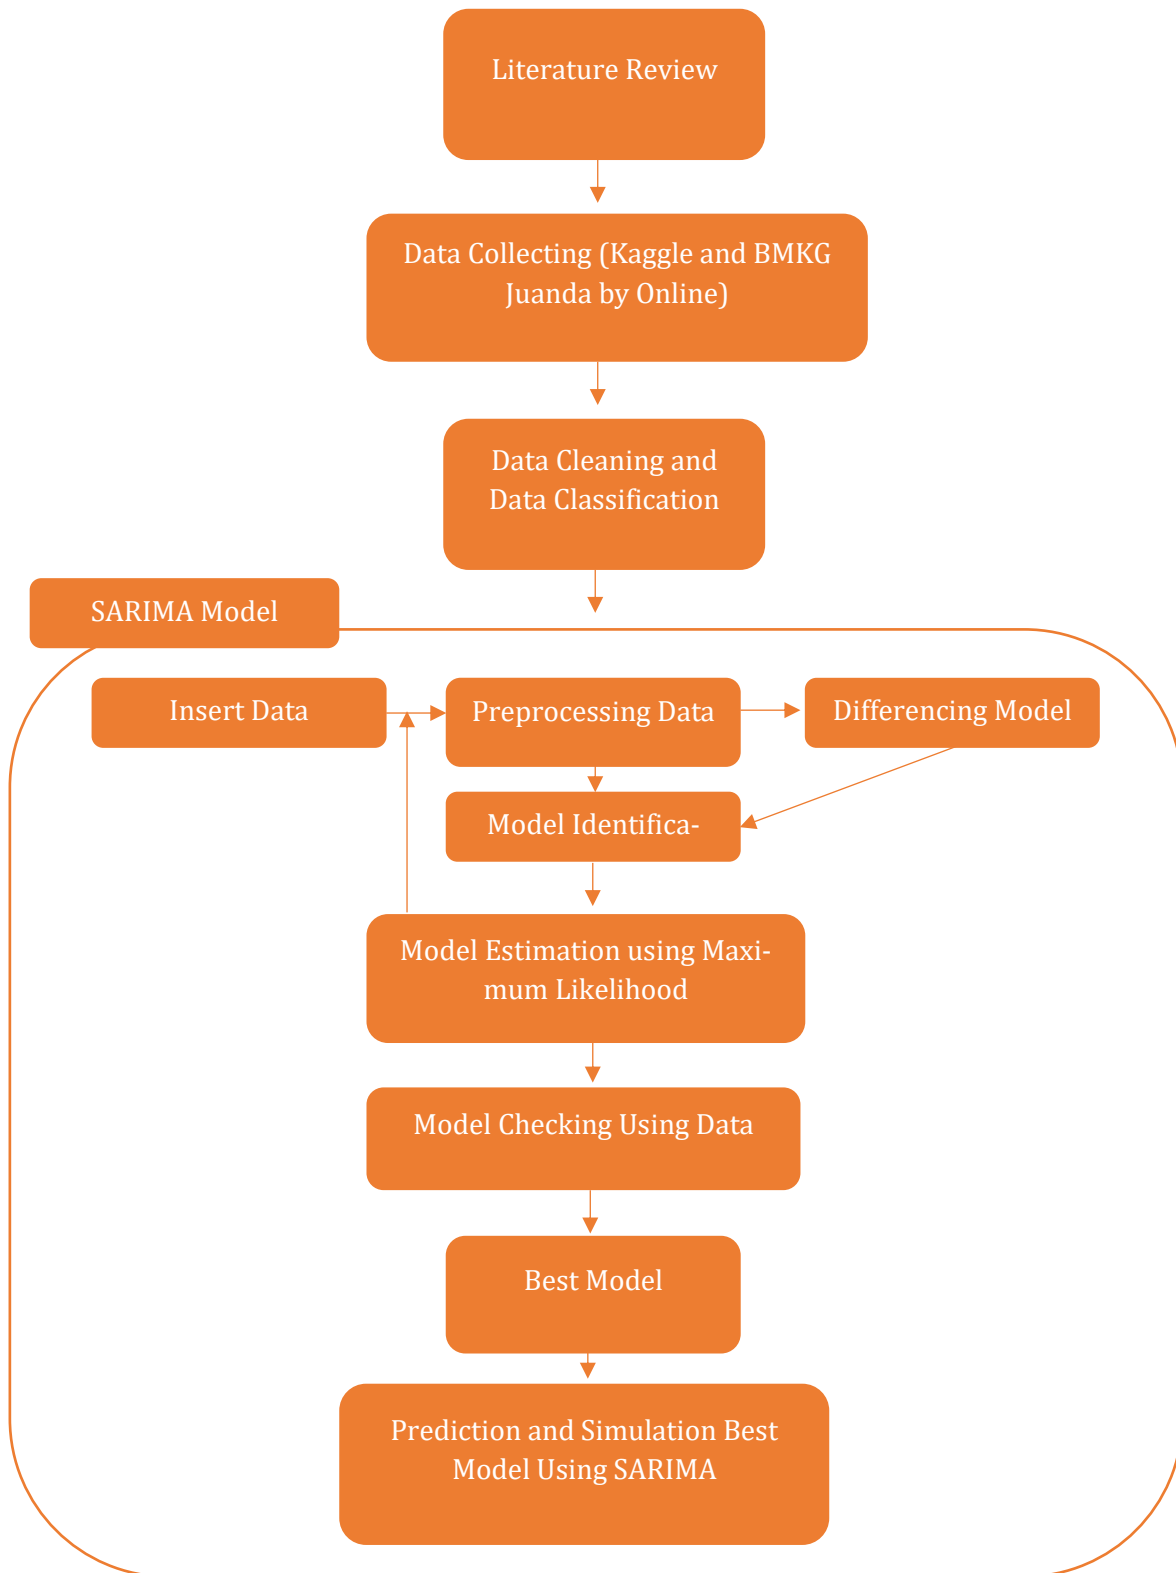 Literature Review
Data Collecting (Kaggle and BMKG
Juanda by Online)
Data Cleaning and
Data Classification
SARIMA Model
Insert Data
Preprocessing Data
Differencing Model
Model Identifica-
Model Estimation using Maxi-
mum Likelihood
Model Checking Using Data
Best Model
Prediction and Simulation Best
Model Using SARIMA